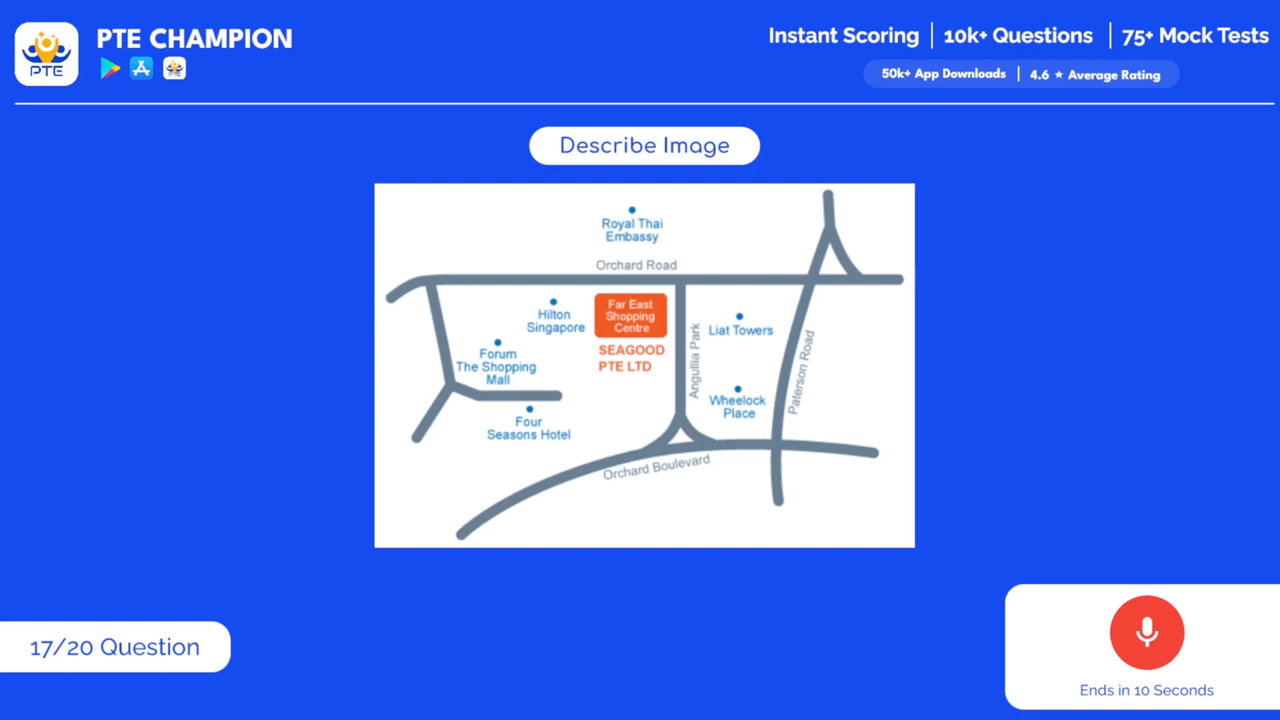 PTE CHAMPION
PTE
Instant Scoring
10k+ Questions
75+ Mock Tests
50k+ App Downloads
4.6 ★ Average Rating
Describe Image
Royal Thai
Embassy
Orchard Road
Hilton
Singapore
Far East
Shopping
Centre
SEAGOOD
PTE LTD
Forum
The Shopping
Mall
Four
Seasons Hotel
Angullia Park
Liat Towers
Wheelock
Place
Paterson Road
Orchard Boulevard
17/20 Question
Ends in 10 Seconds